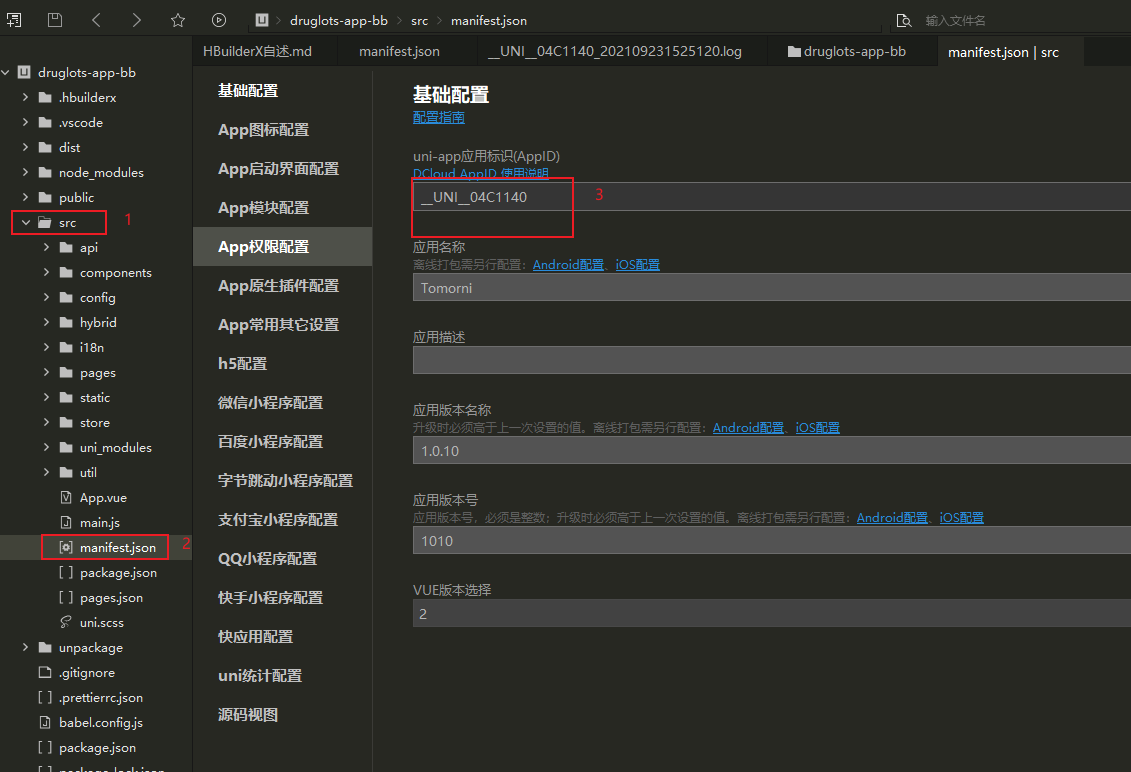 druglots-app-bb
src
manifest.json
输入文件名
HBuilderX自述.md
manifest.json
__UNI__04C1140_202109231525120.log
druglots-app-bb
manifest.json | src
druglots-app-bb
.hbuilderx
.vscode
dist
node_modules
public
src
1
api
components
config
hybrid
i18n
pages
static
store
uni_modules
util
App.vue
main.js
manifest.json
2
package.json
pages.json
uni.scss
unpackage
.gitignore
.prettierrc.json
babel.config.js
package.json
package-lock.json
基础配置
App图标配置
App启动界面配置
App模块配置
App权限配置
App原生插件配置
App常用其它设置
h5配置
微信小程序配置
百度小程序配置
字节跳动小程序配置
支付宝小程序配置
QQ小程序配置
快手小程序配置
快应用配置
uni统计配置
源码视图
基础配置
配置指南
uni-app应用标识(AppID)
DCloud AppID 使用说明
__UNI__04C1140
3
应用名称
离线打包需另行配置：Android配置、iOS配置
Tomorni
应用描述
应用版本名称
升级时必须高于上一次设置的值。离线打包需另行配置：Android配置、iOS配置
1.0.10
应用版本号
应用版本号，必须是整数；升级时必须高于上一次设置的值。离线打包需另行配置：Android配置、iOS配置
1010
VUE版本选择
2